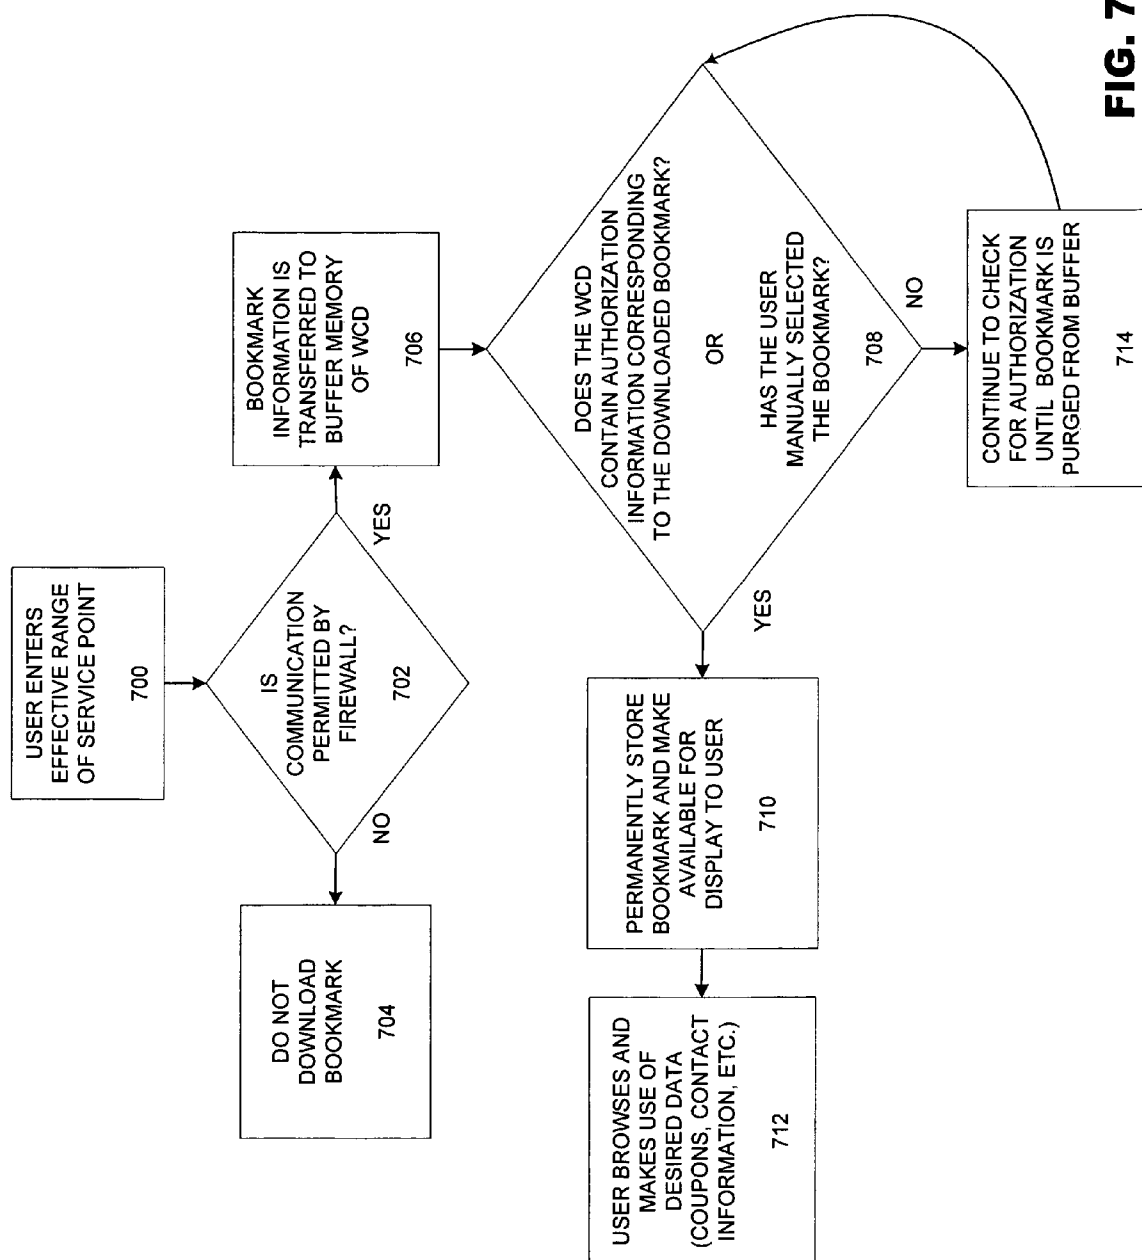 USER ENTERS
EFFECTIVE RANGE
OF SERVICE POINT
700
IS
COMMUNICATION
PERMITTED BY
FIREWALL?
702
NO
YES
DO NOT
DOWNLOAD
BOOKMARK
704
BOOKMARK
INFORMATION IS
TRANSFERRED TO
BUFFER MEMORY
OF WCD
706
DOES THE WCD
CONTAIN AUTHORIZATION
INFORMATION CORRESPONDING
TO THE DOWNLOADED BOOKMARK?
OR
HAS THE USER
MANUALLY SELECTED
THE BOOKMARK?
708
YES
NO
PERMANENTLY STORE
BOOKMARK AND MAKE
AVAILABLE FOR
DISPLAY TO USER
710
USER BROWSES AND
MAKES USE OF
DESIRED DATA
(COUPONS, CONTACT
INFORMATION, ETC.)
712
CONTINUE TO CHECK
FOR AUTHORIZATION
UNTIL BOOKMARK IS
PURGED FROM BUFFER
714
FIG. 7